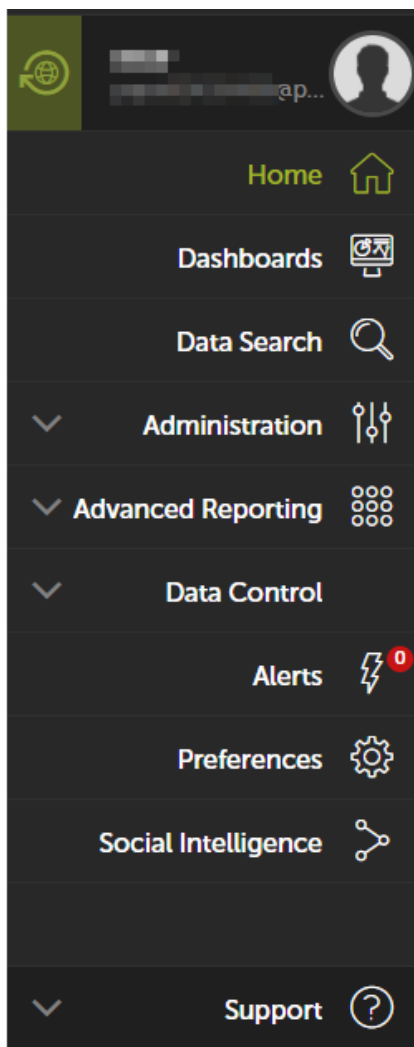 @p...
Home
Dashboards
Data Search
Administration
Advanced Reporting
Data Control
Alerts
0
Preferences
Social Intelligence
Support
?